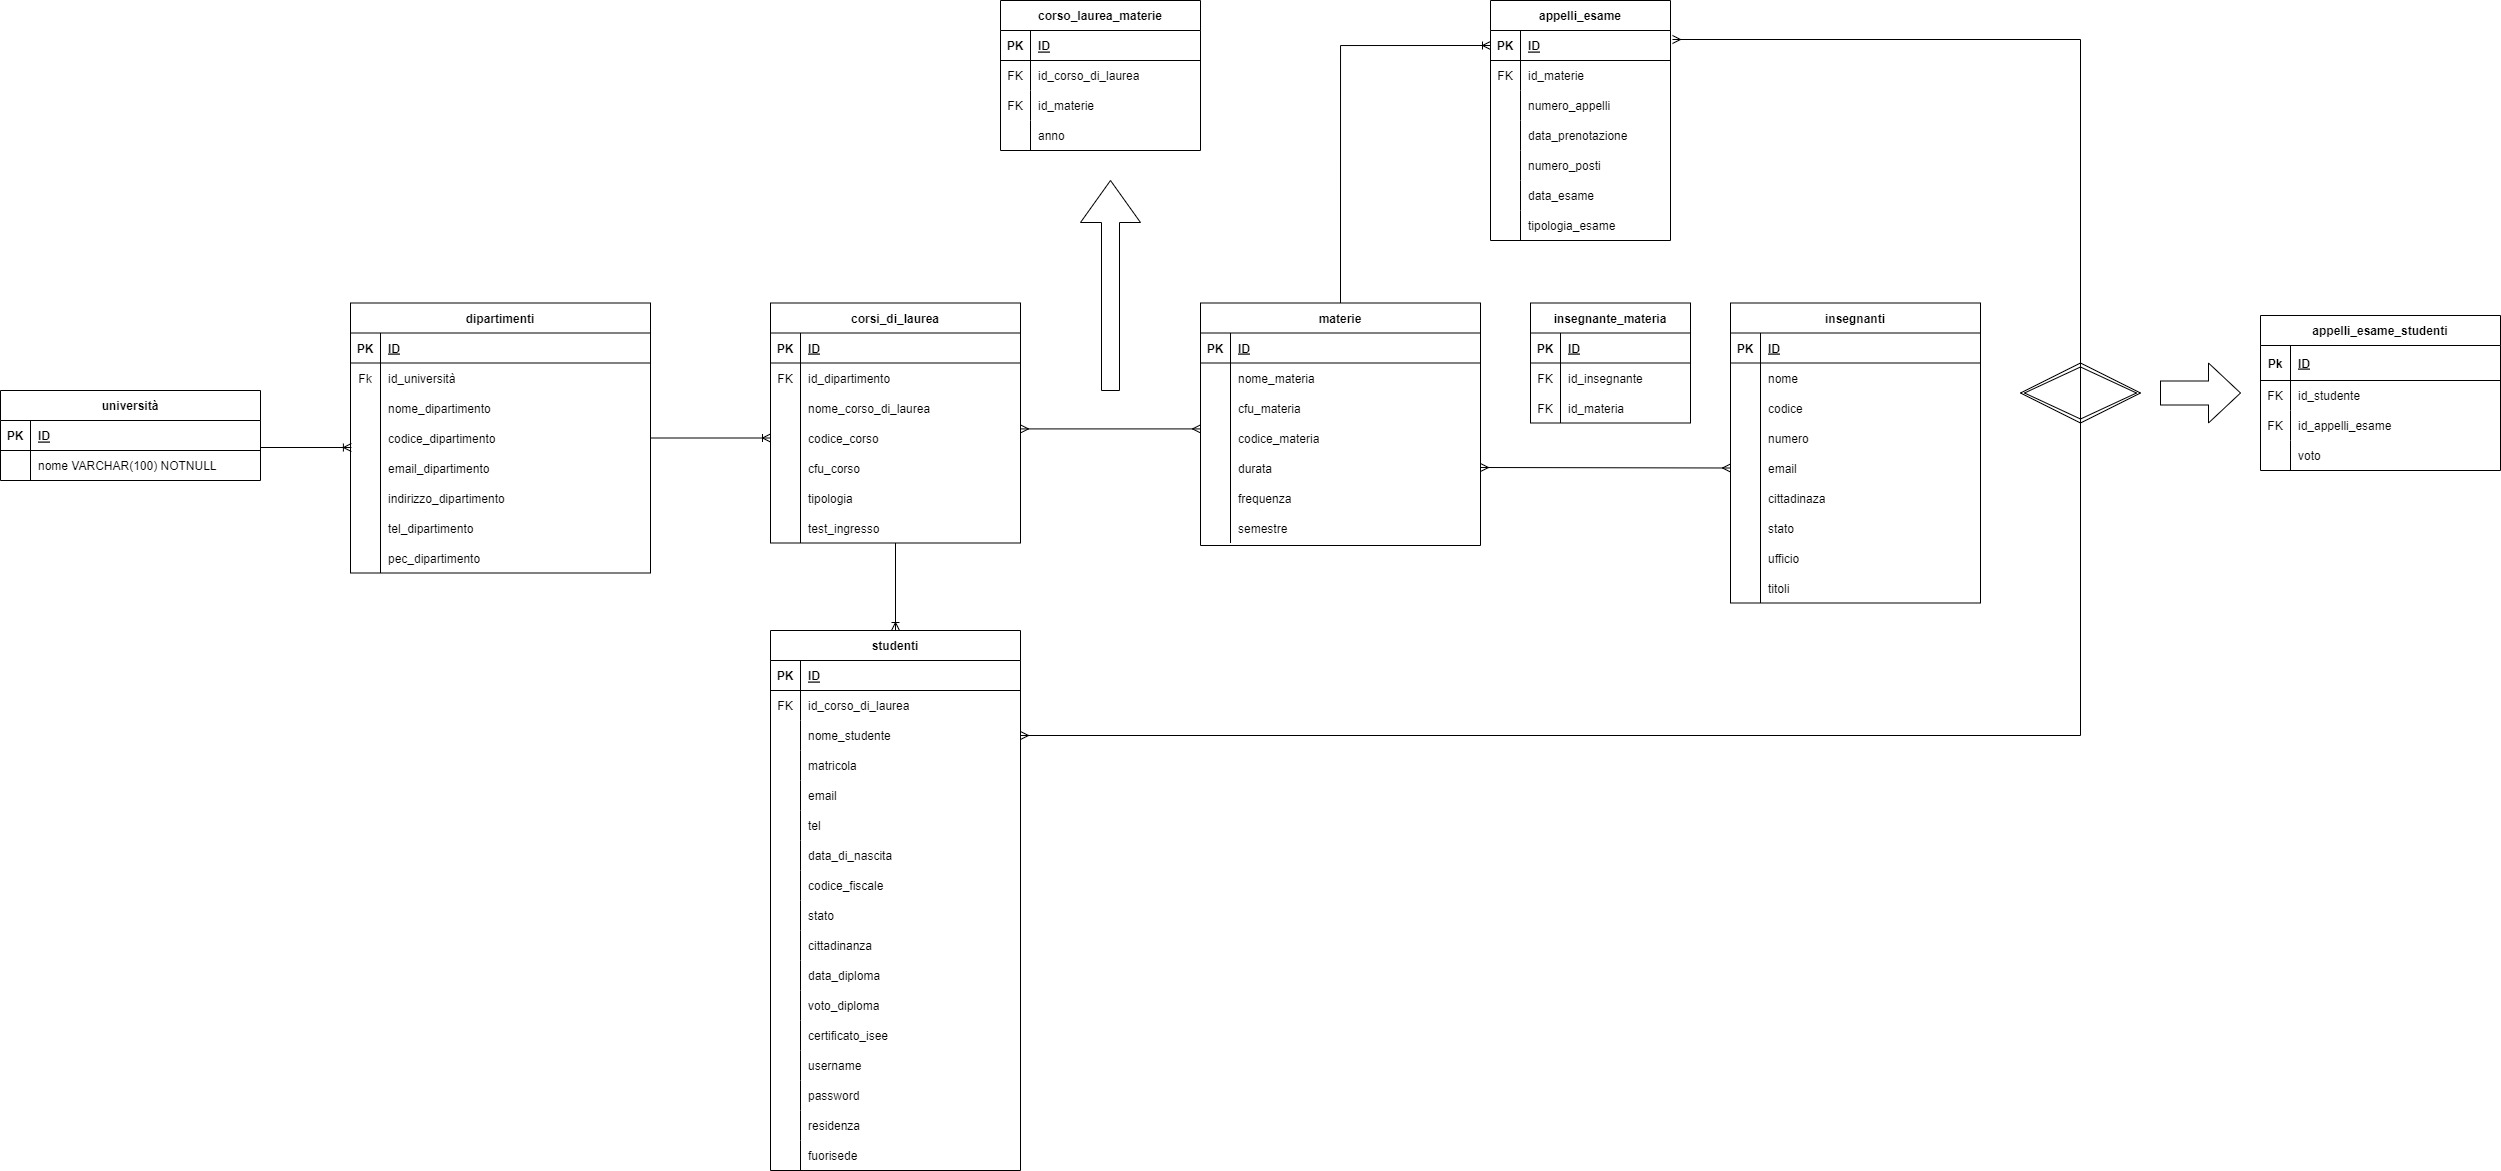 corso_laurea_materie
PK ID
FK id_corso_di_laurea
FK id_materie
anno
appelli_esame
PK ID
FK id_materie
numero_appelli
data_prenotazione
numero_posti
data_esame
tipologia_esame
università
PK ID
nome VARCHAR(100) NOTNULL
dipartimenti
PK ID
Fk id_università
nome_dipartimento
codice_dipartimento
email_dipartimento
indirizzo_dipartimento
tel_dipartimento
pec_dipartimento
corsi_di_laurea
PK ID
FK id_dipartimento
nome_corso_di_laurea
codice_corso
cfu_corso
tipologia
test_ingresso
materie
PK ID
nome_materia
cfu_materia
codice_materia
durata
frequenza
semestre
insegnante_materia
PK ID
FK id_insegnante
FK id_materia
insegnanti
PK ID
nome
codice
numero
email
cittadinaza
stato
ufficio
titoli
appelli_esame_studenti
Pk ID
FK id_studente
FK id_appelli_esame
voto
studenti
PK ID
FK id_corso_di_laurea
nome_studente
matricola
email
tel
data_di_nascita
codice_fiscale
stato
cittadinanza
data_diploma
voto_diploma
certificato_isee
username
password
residenza
fuorisede